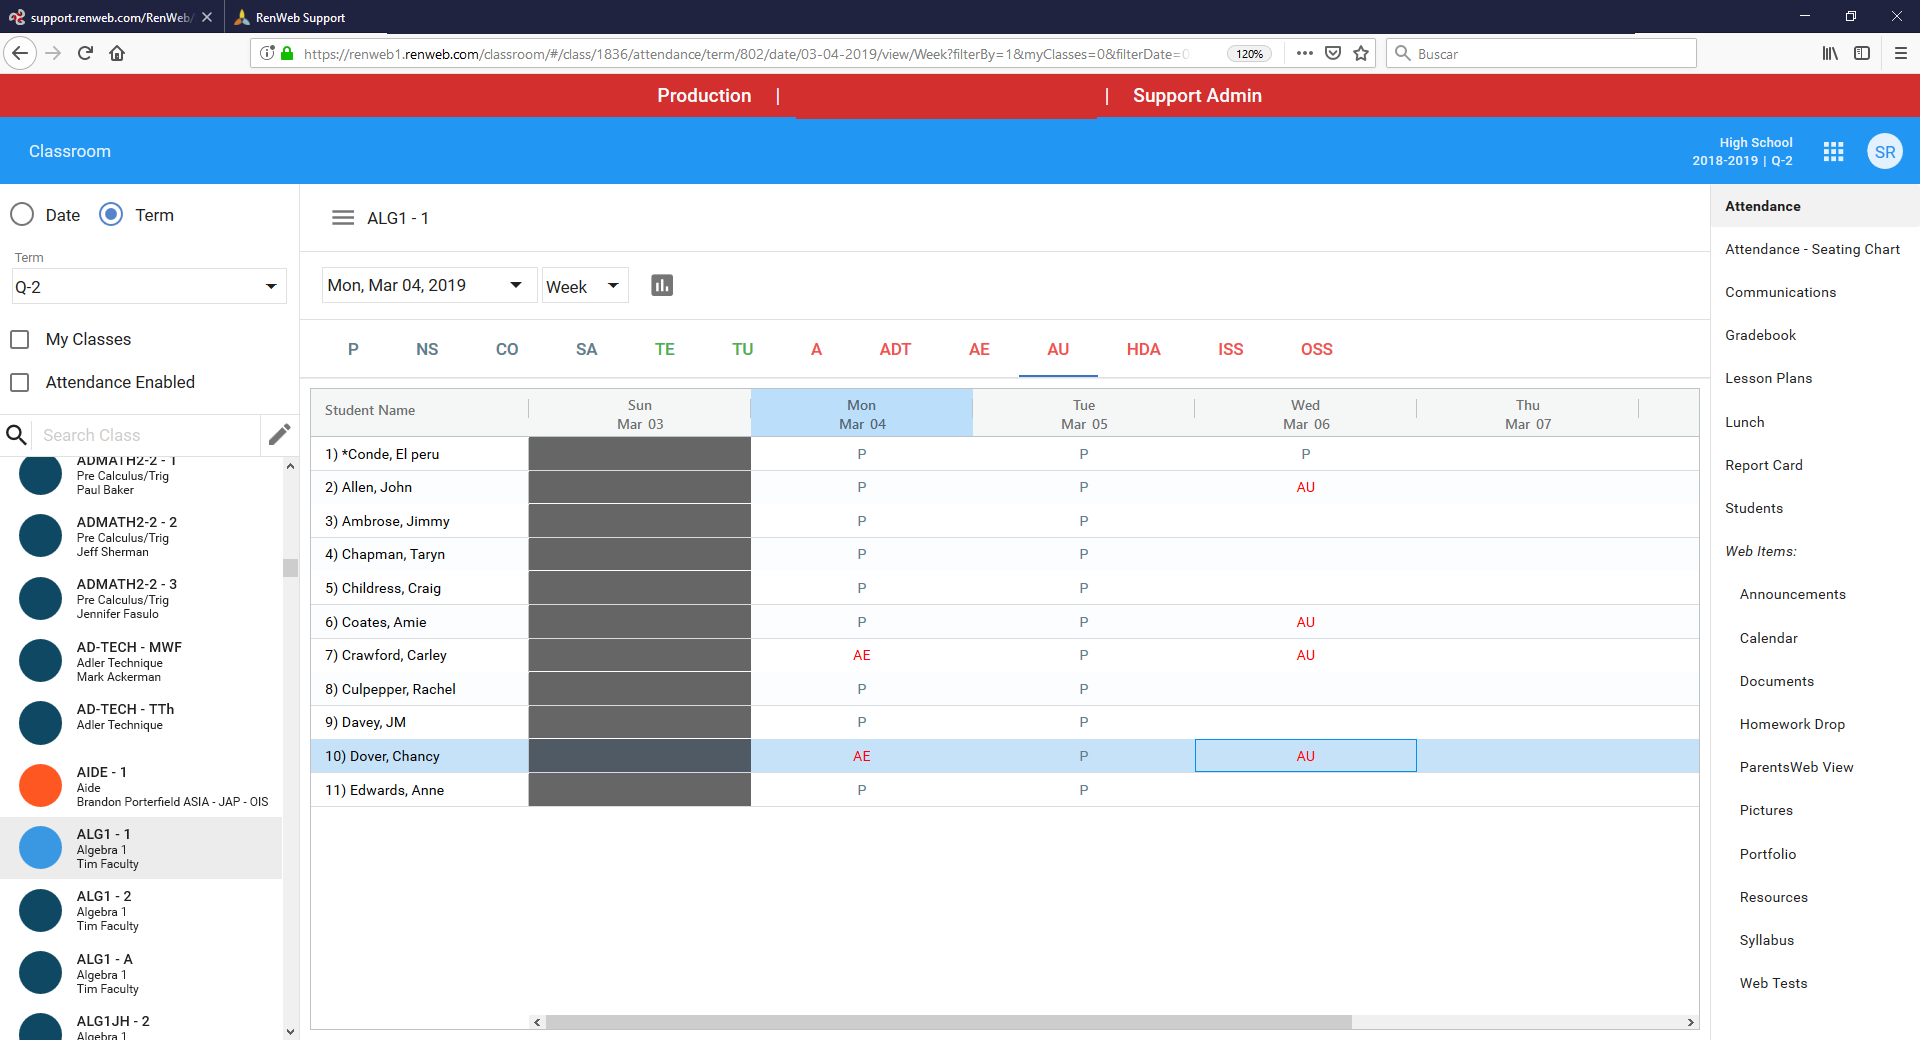 support.renweb.com/RenWeb/
RenWeb Support
https://renweb1.renweb.com/classroom/#/class/1836/attendance/term/802/date/03-04-2019/view/Week?filterBy=1&myClasses=0&filterDate=0
120%
Buscar
Production | | Support Admin
Classroom
High School
2018-2019 | Q-2
SR
Date
Term
Term
Q-2
My Classes
Attendance Enabled
Search Class
ADMATH2-2 - 1
Pre Calculus/Trig
Paul Baker
ADMATH2-2 - 2
Pre Calculus/Trig
Jeff Sherman
ADMATH2-2 - 3
Pre Calculus/Trig
Jennifer Fasulo
AD-TECH - MWF
Adler Technique
Mark Ackerman
AD-TECH - TTh
Adler Technique
AIDE - 1
Aide
Brandon Porterfield ASIA - JAP - OIS
ALG1 - 1
Algebra 1
Tim Faculty
ALG1 - 2
Algebra 1
Tim Faculty
ALG1 - A
Algebra 1
Tim Faculty
ALG1JH - 2
Algebra 1
ALG1 - 1
Mon, Mar 04, 2019
Week
P NS CO SA TE TU A ADT AE AU HDA ISS OSS
Student Name
Sun
Mar 03
Mon
Mar 04
Tue
Mar 05
Wed
Mar 06
Thu
Mar 07
1) *Conde, El peru P P P
2) Allen, John P P AU
3) Ambrose, Jimmy P P
4) Chapman, Taryn P P
5) Childress, Craig P P
6) Coates, Amie P P AU
7) Crawford, Carley AE P AU
8) Culpepper, Rachel P P
9) Davey, JM P P
10) Dover, Chancy AE P AU
11) Edwards, Anne P P
Attendance
Attendance - Seating Chart
Communications
Gradebook
Lesson Plans
Lunch
Report Card
Students
Web Items:
Announcements
Calendar
Documents
Homework Drop
ParentsWeb View
Pictures
Portfolio
Resources
Syllabus
Web Tests